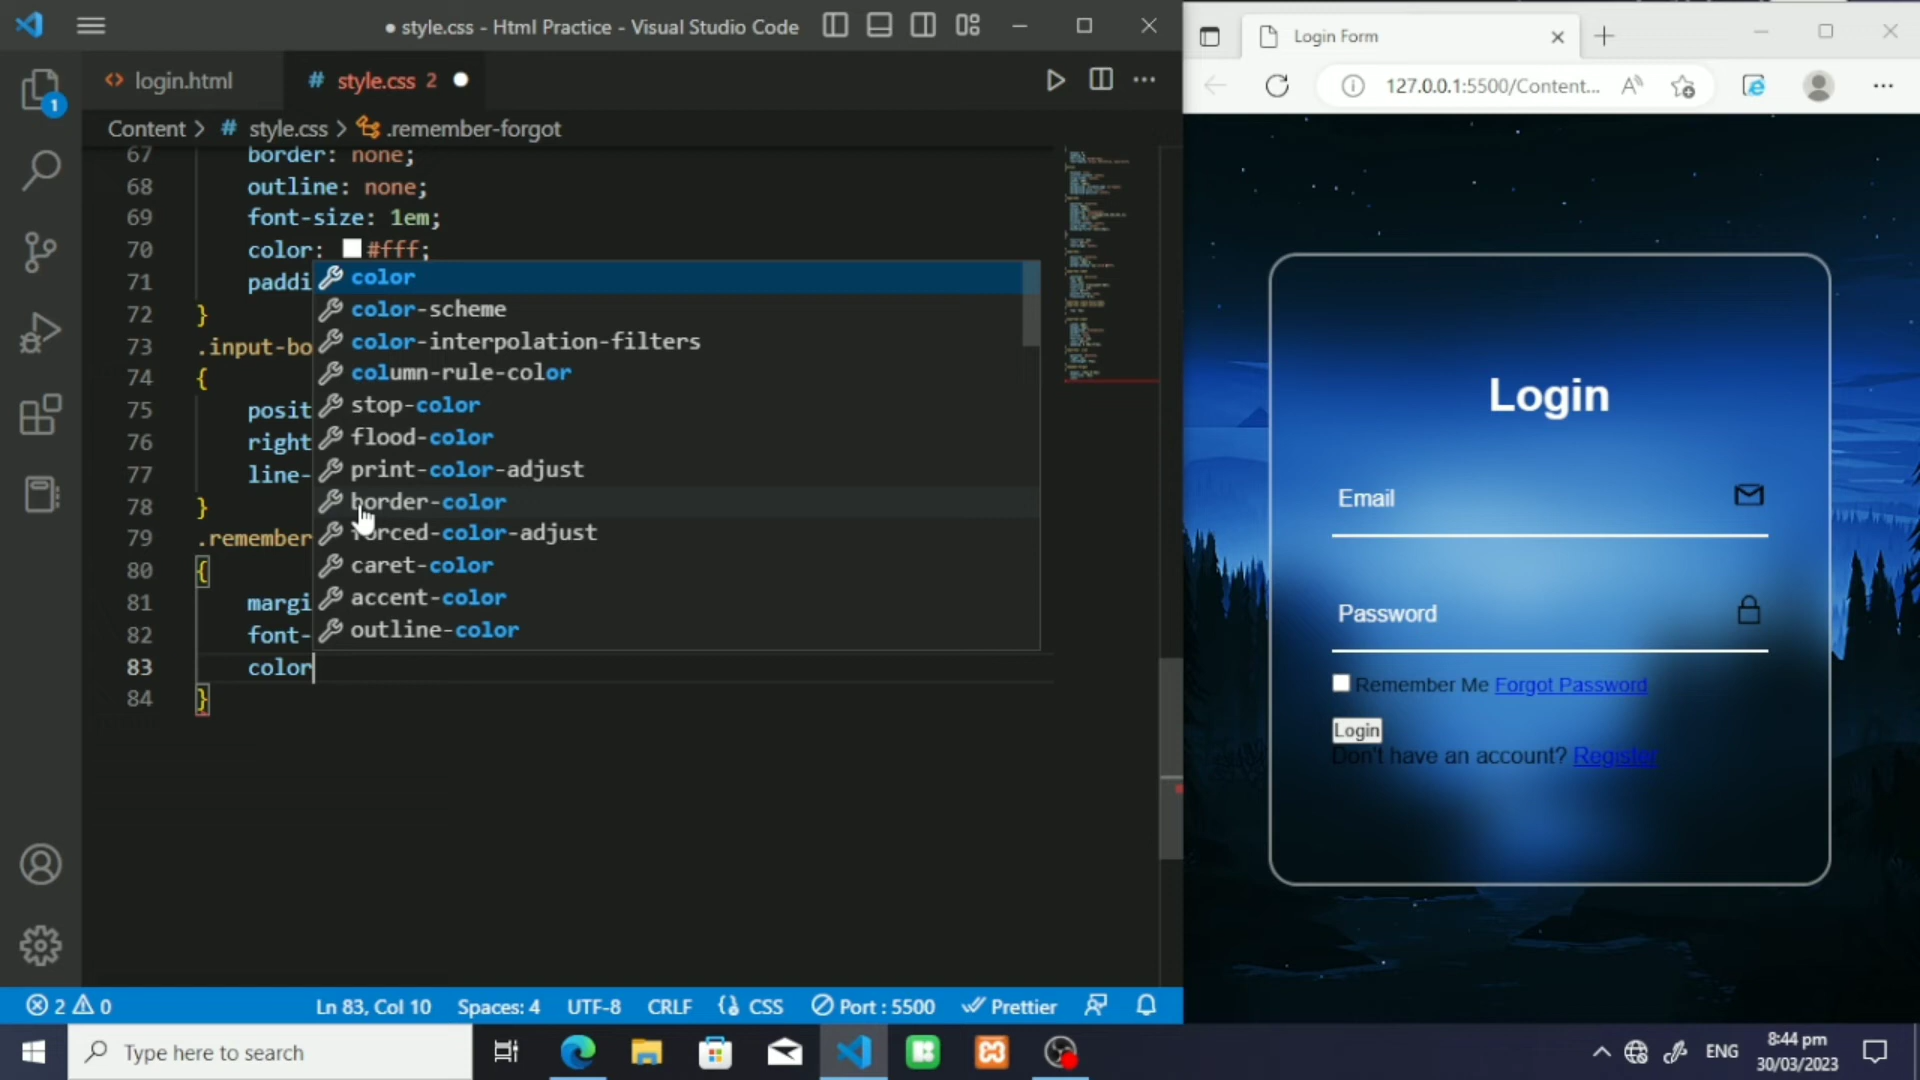 style.css - Html Practice - Visual Studio Code
login.html
# style.css 2
Content > # style.css > .remember-forgot
67 border: none;
68 outline: none;
69 font-size: 1em;
70 color: #fff;
71 paddi
72 }
73 .input-bo
74 {
75 posit
76 right
77 line-
78 }
79 .remember
80 {
81 margi
82 font-
83 color
84 }
color
color-scheme
color-interpolation-filters
column-rule-color
stop-color
flood-color
print-color-adjust
border-color
forced-color-adjust
caret-color
accent-color
outline-color
1
2 0
Ln 83, Col 10
Spaces: 4
UTF-8
CRLF
CSS
Port : 5500
Prettier
Login Form
127.0.0.1:5500/Content...
Login
Email
Password
Remember Me Forgot Password
Login
Don't have an account? Register
Type here to search
ENG
8:44 pm
30/03/2023